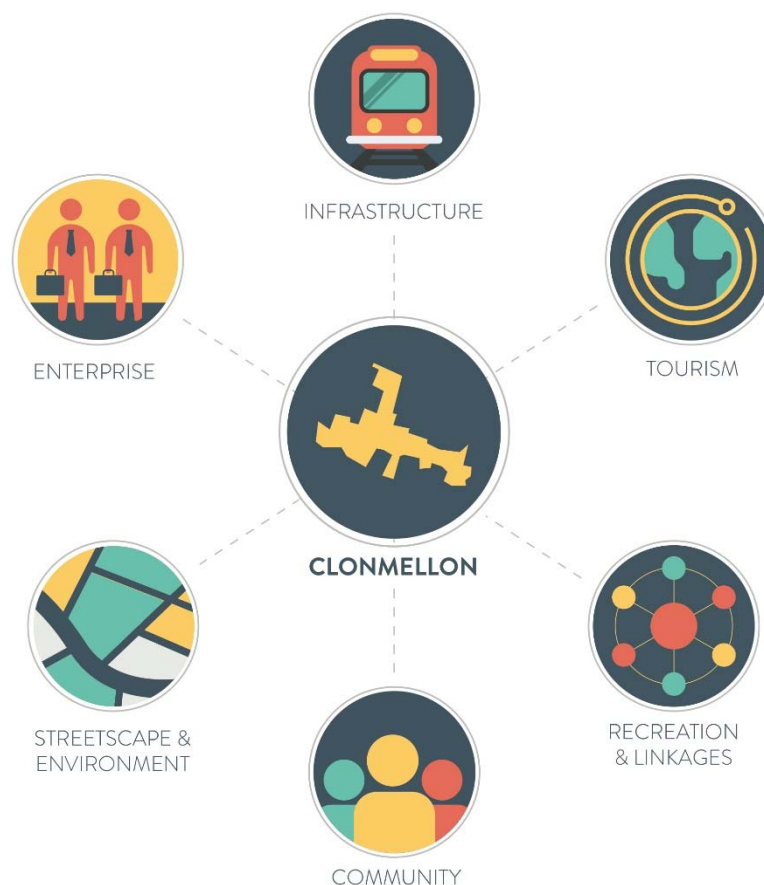 INFRASTRUCTURE
ENTERPRISE
TOURISM
CLONMELLON
STREETSCAPE &
ENVIRONMENT
RECREATION
& LINKAGES
COMMUNITY